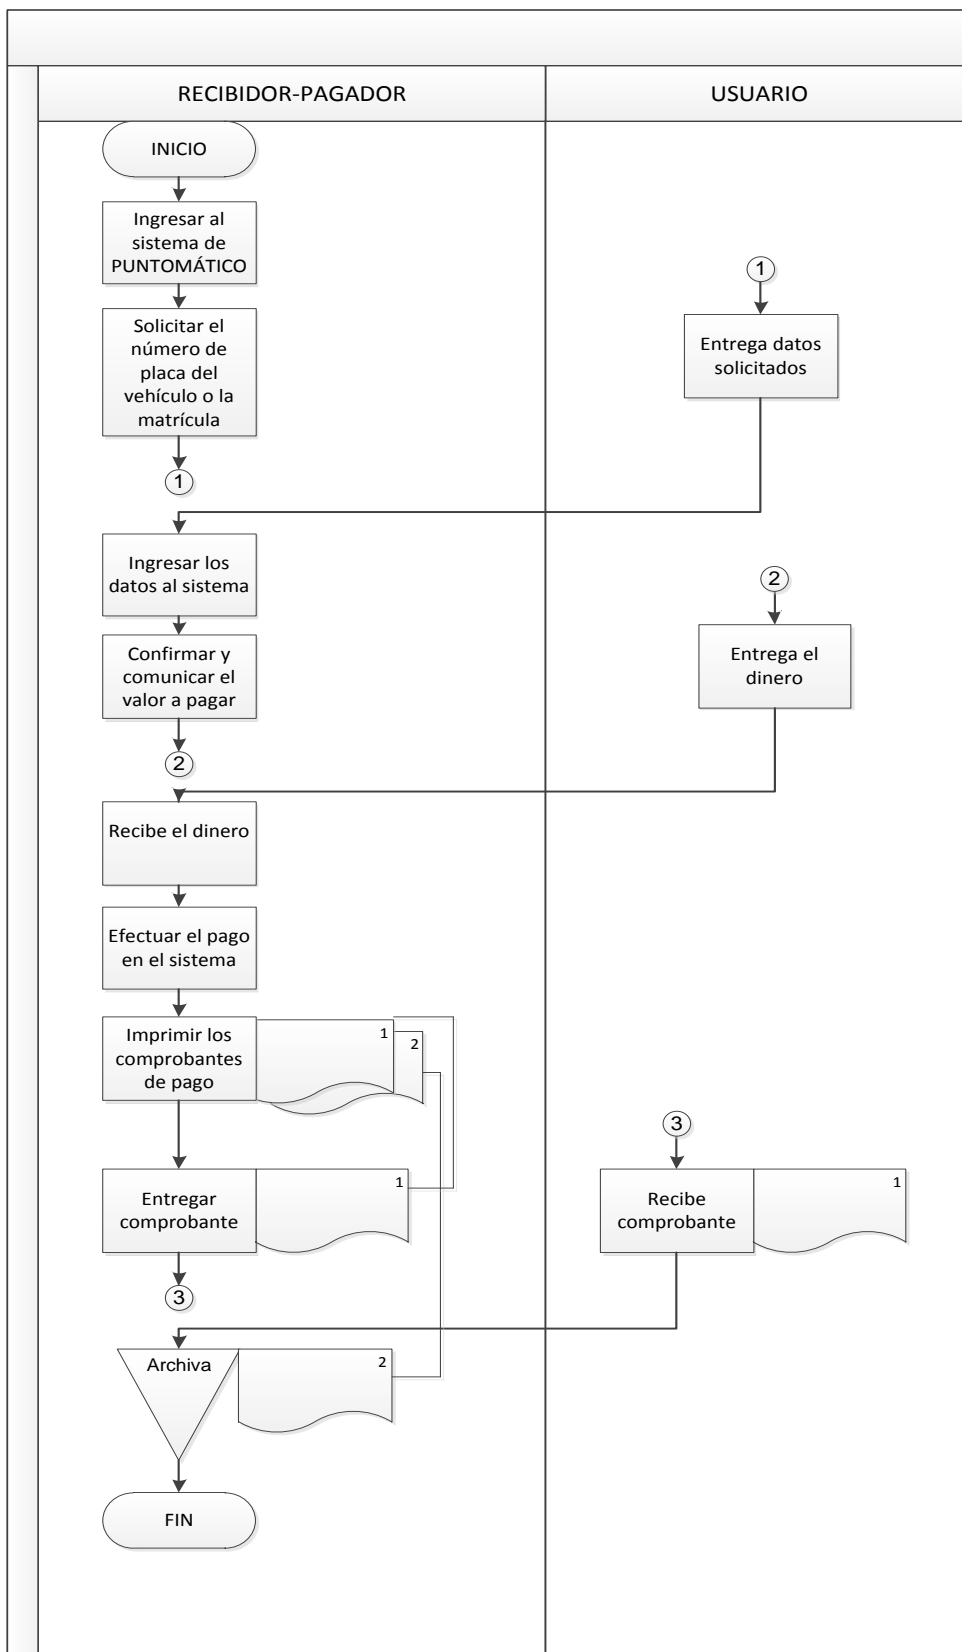 RECIBIDOR-PAGADOR
USUARIO
INICIO
Ingresar al
sistema de
PUNTOMÁTICO
Solicitar el
número de
placa del
vehículo o la
matrícula
1
1
Entrega datos
solicitados
Ingresar los
datos al sistema
Confirmar y
comunicar el
valor a pagar
2
2
Entrega el
dinero
Recibe el dinero
Efectuar el pago
en el sistema
Imprimir los
comprobantes
de pago
1
2
Entregar
comprobante
1
3
3
Recibe
comprobante
1
Archiva
2
FIN